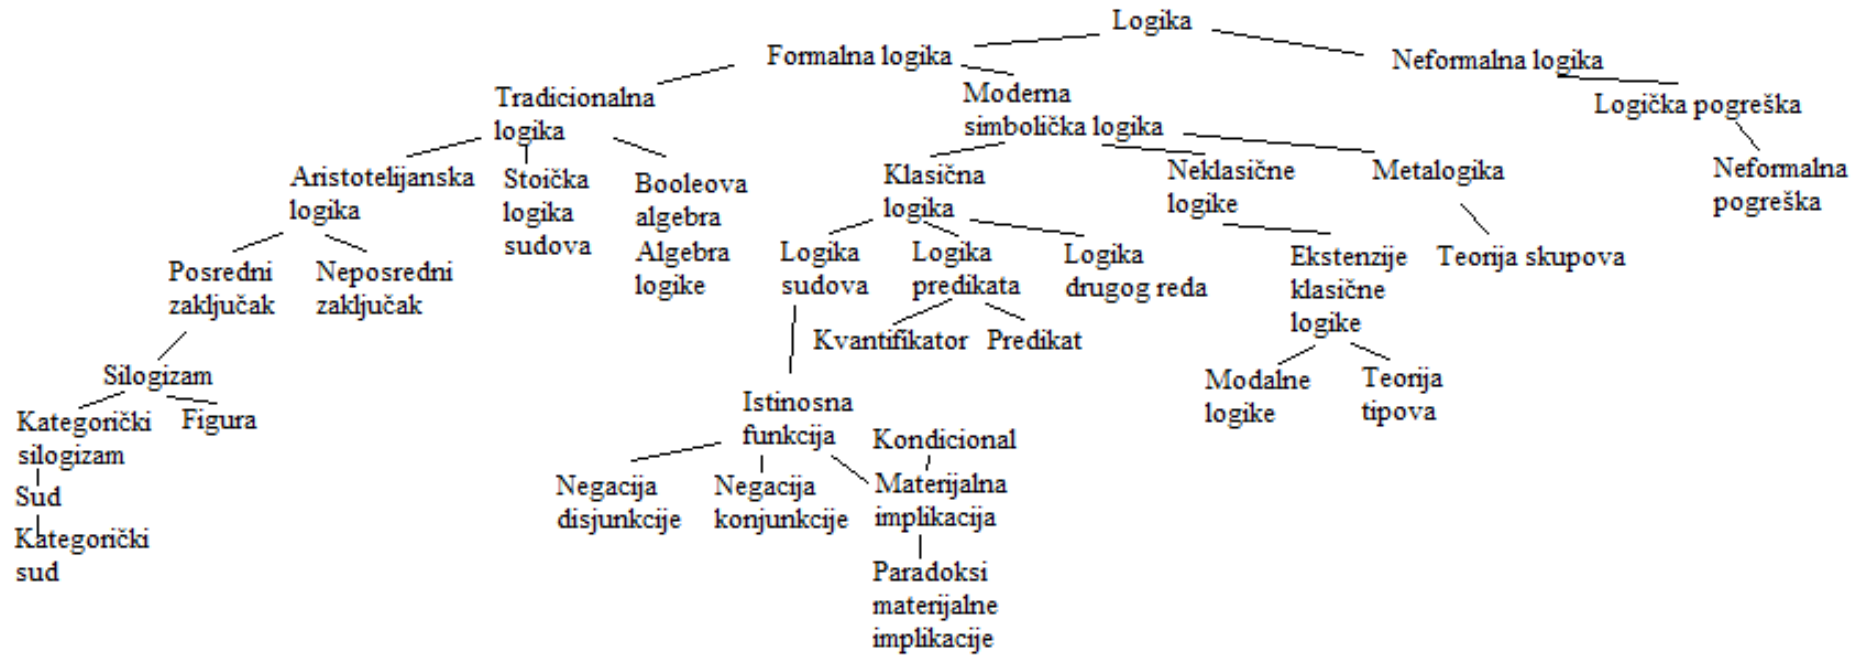 Logika
Formalna logika
Neformalna logika
Tradicionalna
logika
Moderna
simbolička logika
Logička pogreška
Aristotelijanska
logika
Stoička
logika
sudova
Booleova
algebra
Algebra
logike
Klasična
logika
Neklasične
logike
Metalogika
Neformalna
pogreška
Posredni
zaključak
Neposredni
zaključak
Logika
sudova
Logika
predikata
Logika
drugog reda
Ekstenzije
klasične
logike
Teorija skupova
Kvantifikator
Predikat
Silogizam
Modalne
logike
Teorija
tipova
Kategorički
silogizam
Figura
Istinosna
funkcija
Kondicional
Sud
Negacija
disjunkcije
Negacija
konjunkcije
Materijalna
implikacija
Kategorički
sud
Paradoksi
materijalne
implikacije